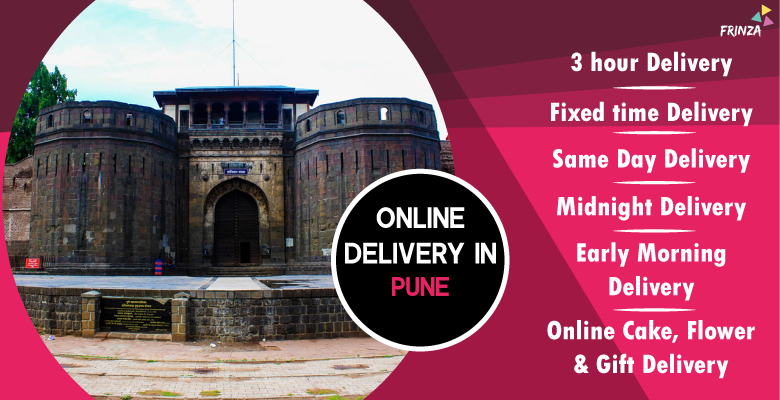 FRINZA
3 hour Delivery
Fixed time Delivery
Same Day Delivery
Midnight Delivery
Early Morning
Delivery
Online Cake, Flower
& Gift Delivery
ONLINE
DELIVERY IN
PUNE